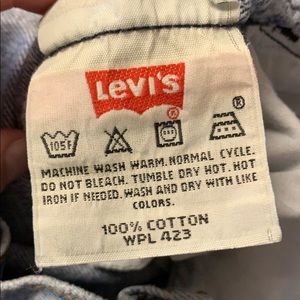 LEVI'S
®
®
105F
MACHINE WASH WARM. NORMAL CYCLE.
DO NOT BLEACH. TUMBLE DRY HOT. HOT
IRON IF NEEDED. WASH AND DRY WITH LIKE
COLORS.
100% COTTON
WPL 423